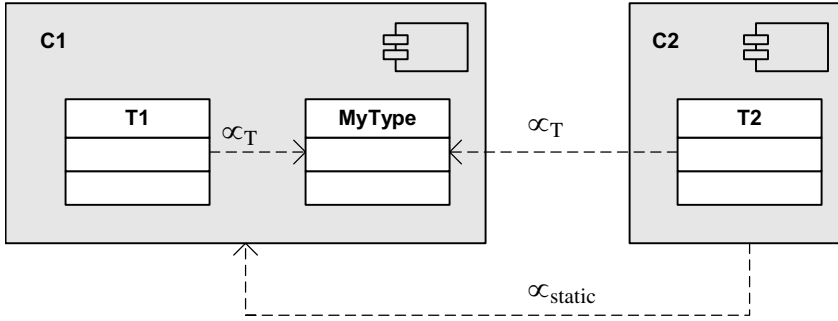 C1
C2
T1
MyType
T2
∝T
∝T
∝static